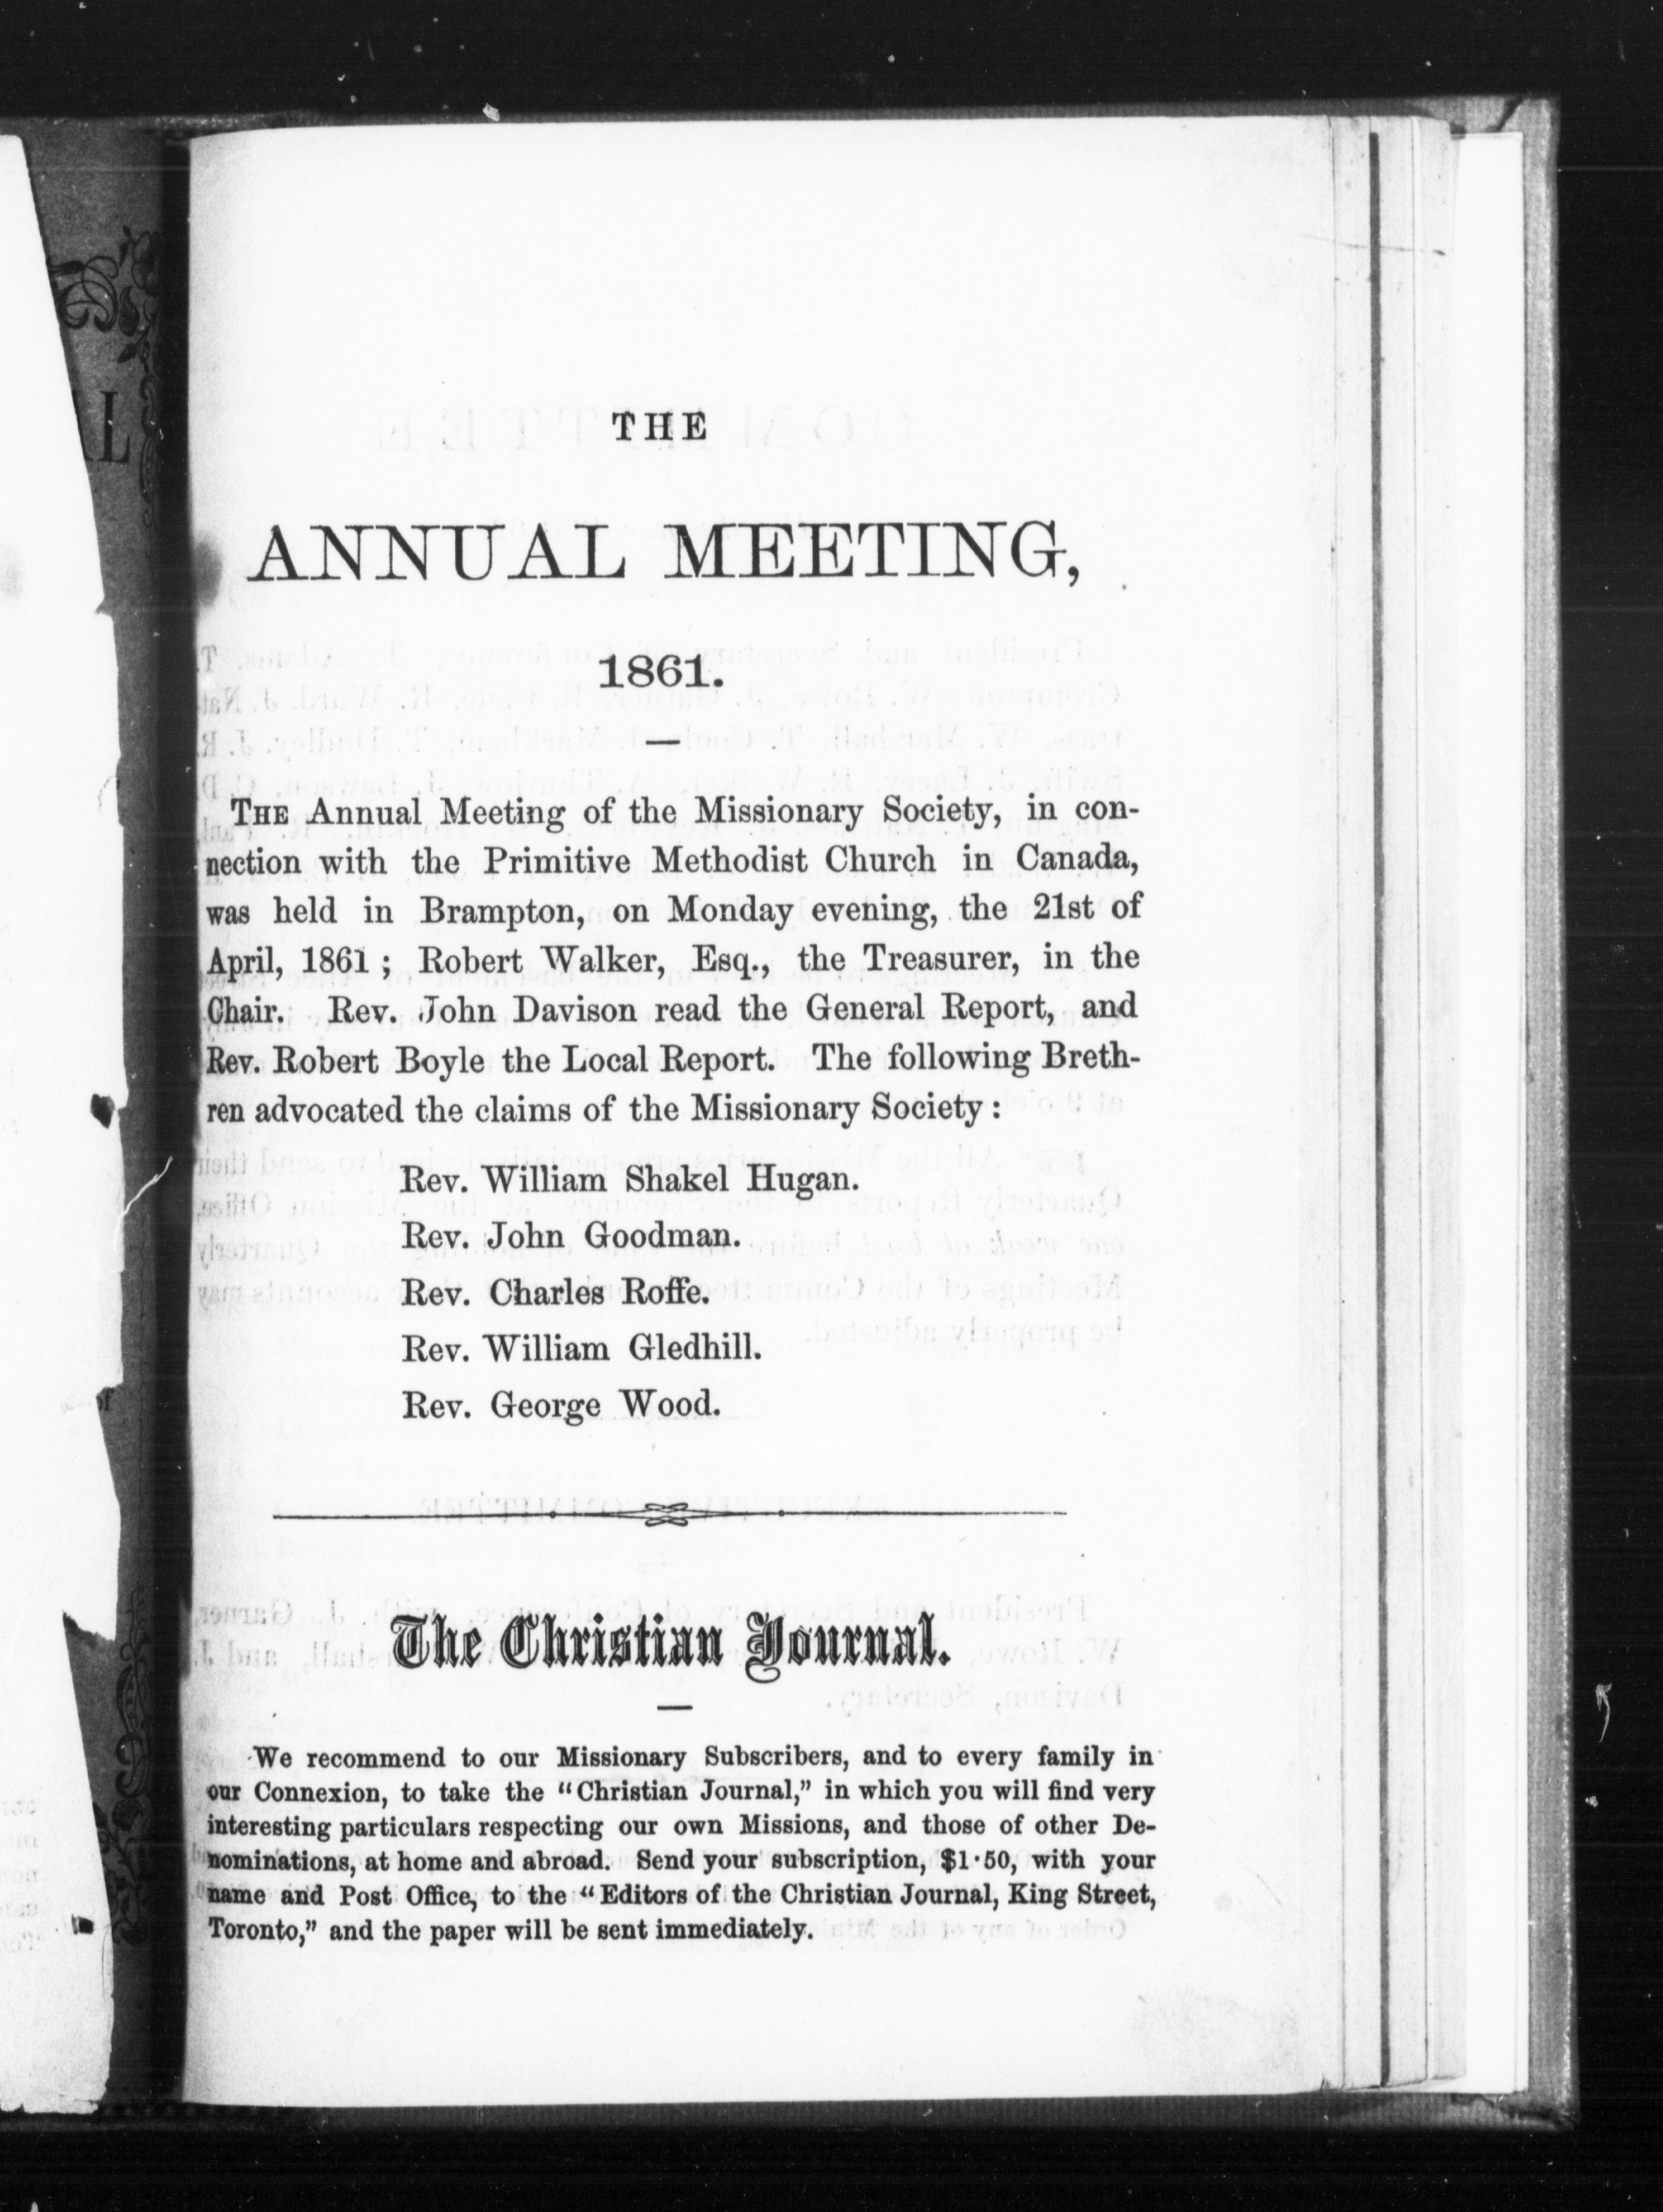 THE
ANNUAL MEETING,
1861.
THE Annual Meeting of the Missionary Society, in con-
nection with the Primitive Methodist Church in Canada,
was held in Brampton, on Monday evening, the 21st of
April, 1861 ; Robert Walker, Esq., the Treasurer, in the
Chair. Rev. John Davison read the General Report, and
Rev. Robert Boyle the Local Report. The following Breth-
ren advocated the claims of the Missionary Society :
Rev. William Shakel Hugan.
Rev. John Goodman.
Rev. Charles Roffe.
Rev. William Gledhill.
Rev. George Wood.
The Christian Journal.
We recommend to our Missionary Subscribers, and to every family in
our Connexion, to take the “Christian Journal,” in which you will find very
interesting particulars respecting our own Missions, and those of other De-
nominations, at home and abroad. Send your subscription, $1·50, with your
name and Post Office, to the “Editors of the Christian Journal, King Street,
Toronto,” and the paper will be sent immediately.